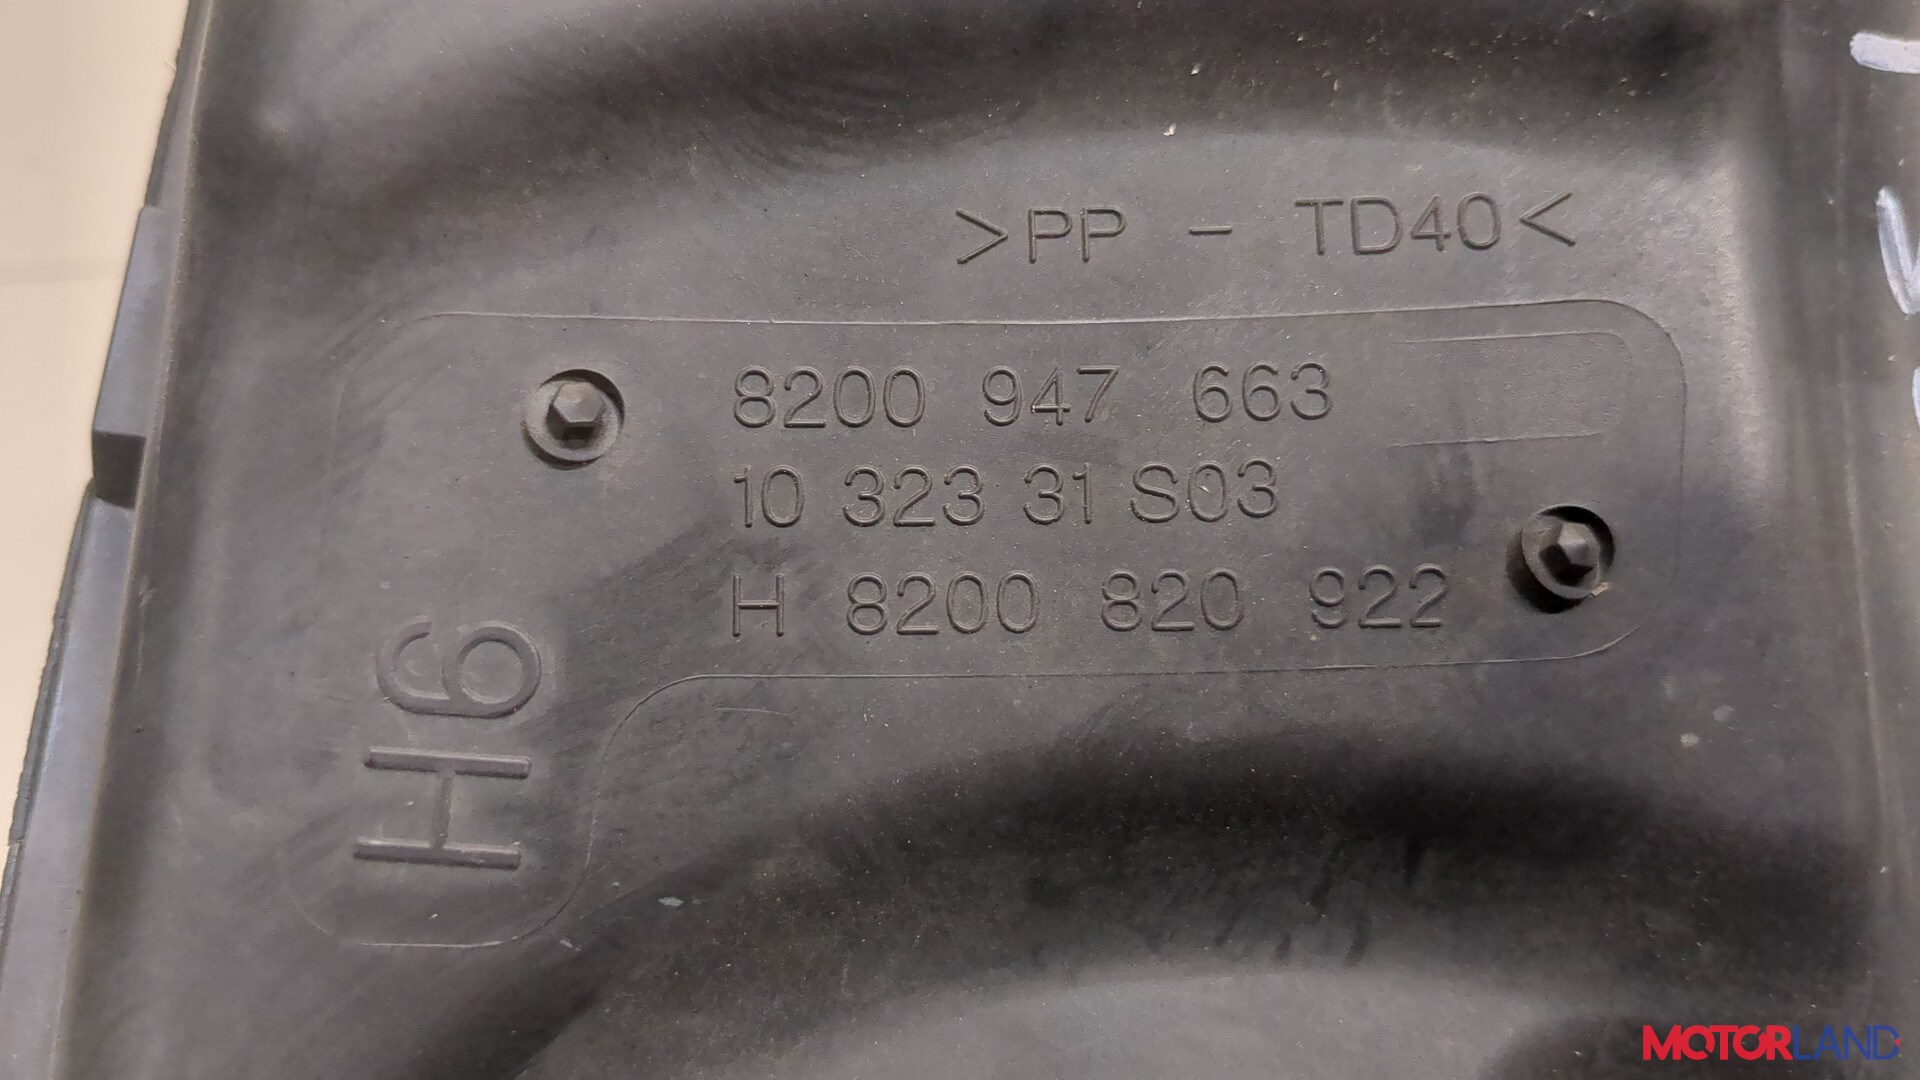 >PP - TD40<
8200 947 663
10 323 31 S03
H 8200 820 922
H6
MOTORLAND